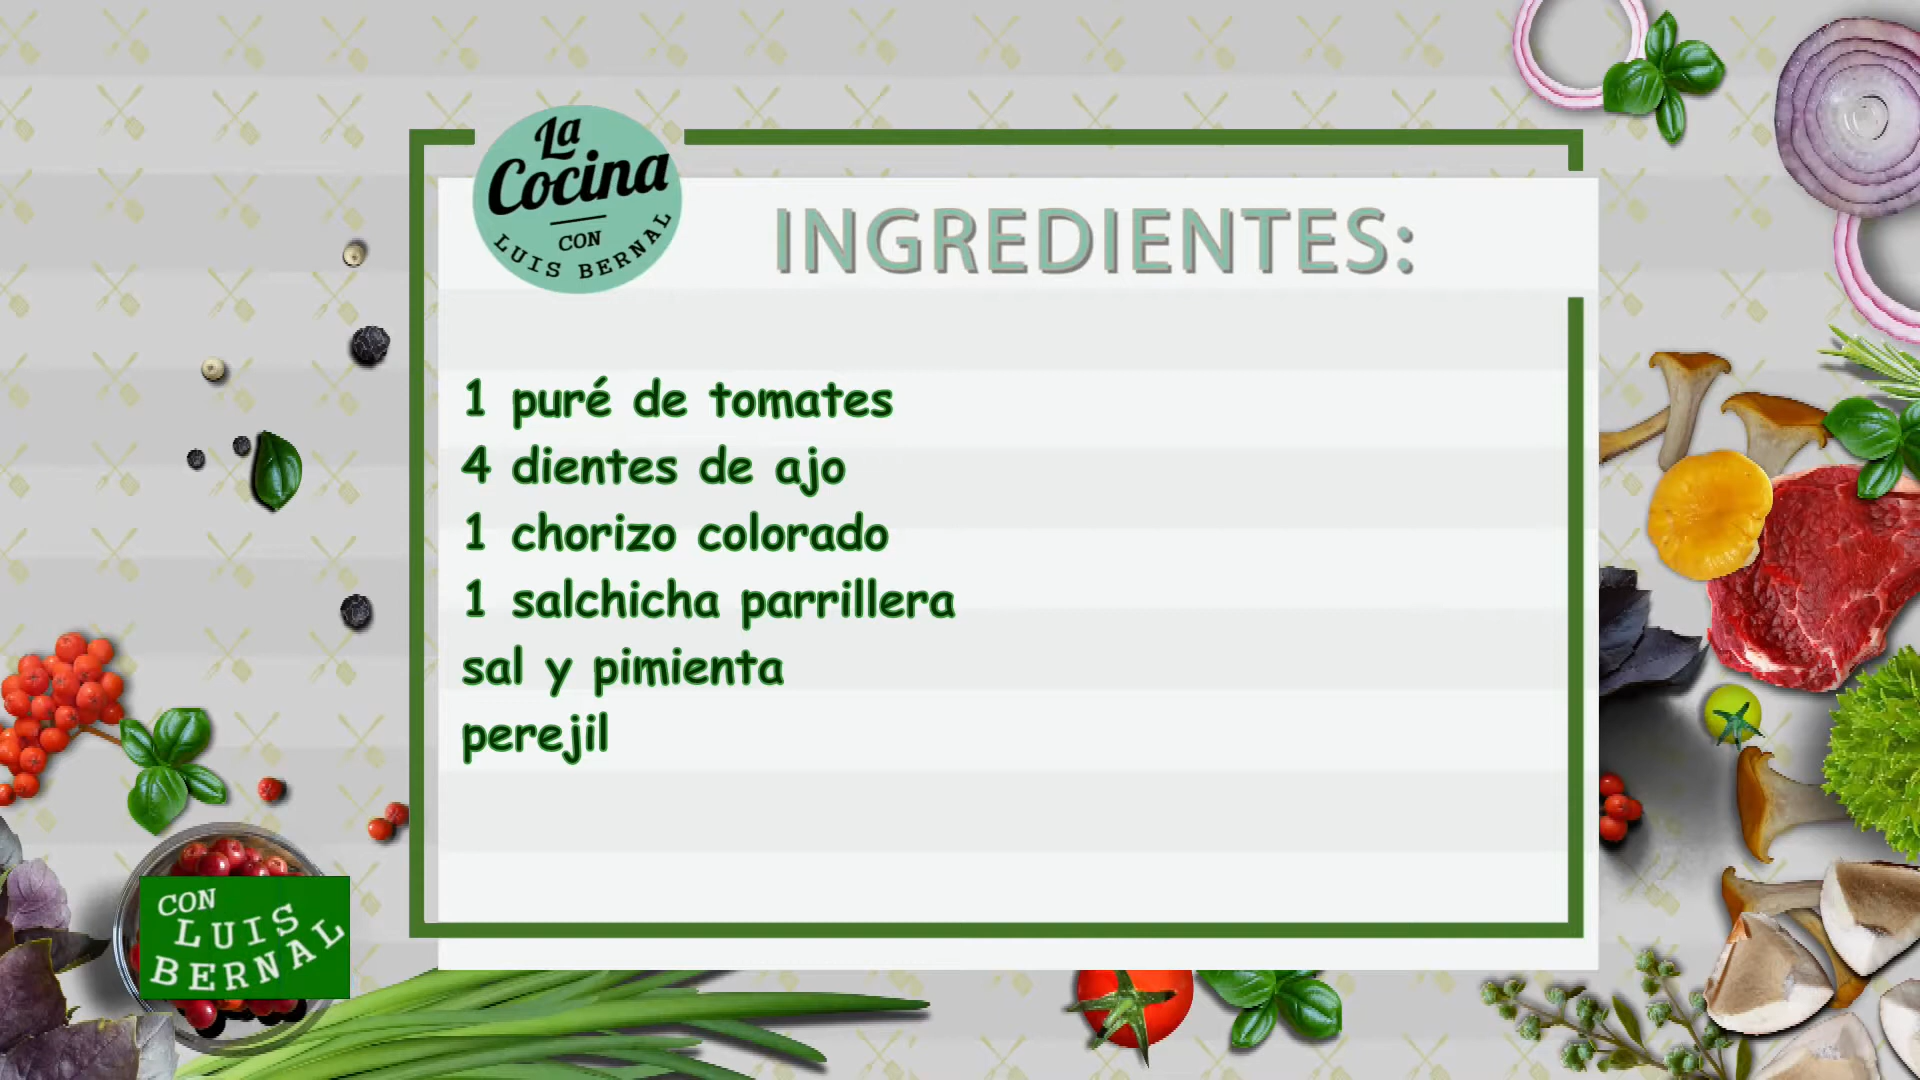 La
Cocina
CON
LUIS BERNAL
INGREDIENTES:
1 puré de tomates
4 dientes de ajo
1 chorizo colorado
1 salchicha parrillera
sal y pimienta
perejil
CON
LUIS
BERNAL